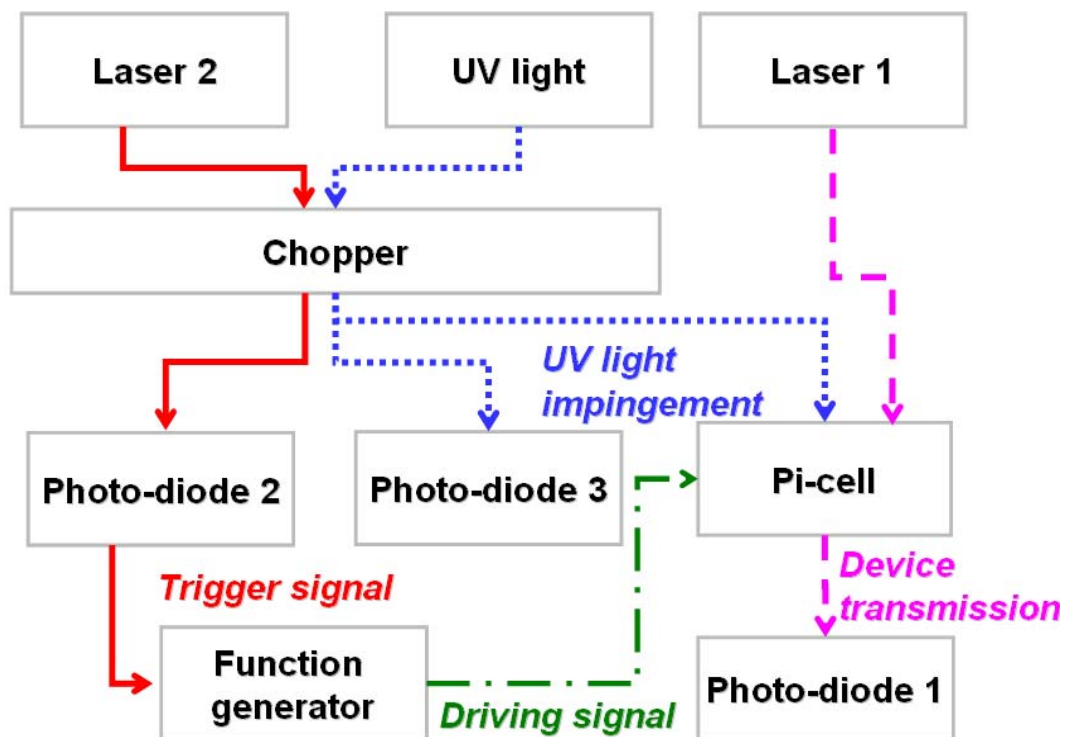 Laser 2
UV light
Laser 1
Chopper
UV light
impingement
Photo-diode 2
Photo-diode 3
Pi-cell
Trigger signal
Device
transmission
Function
generator
Driving signal
Photo-diode 1